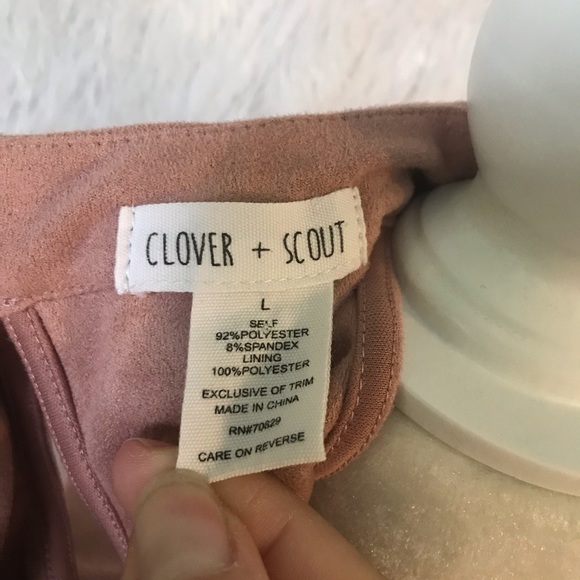 CLOVER + SCOUT
L
SELF
92%POLYESTER
8%SPANDEX
LINING
100%POLYESTER
EXCLUSIVE OF TRIM
MADE IN CHINA
RN#70829
CARE ON REVERSE